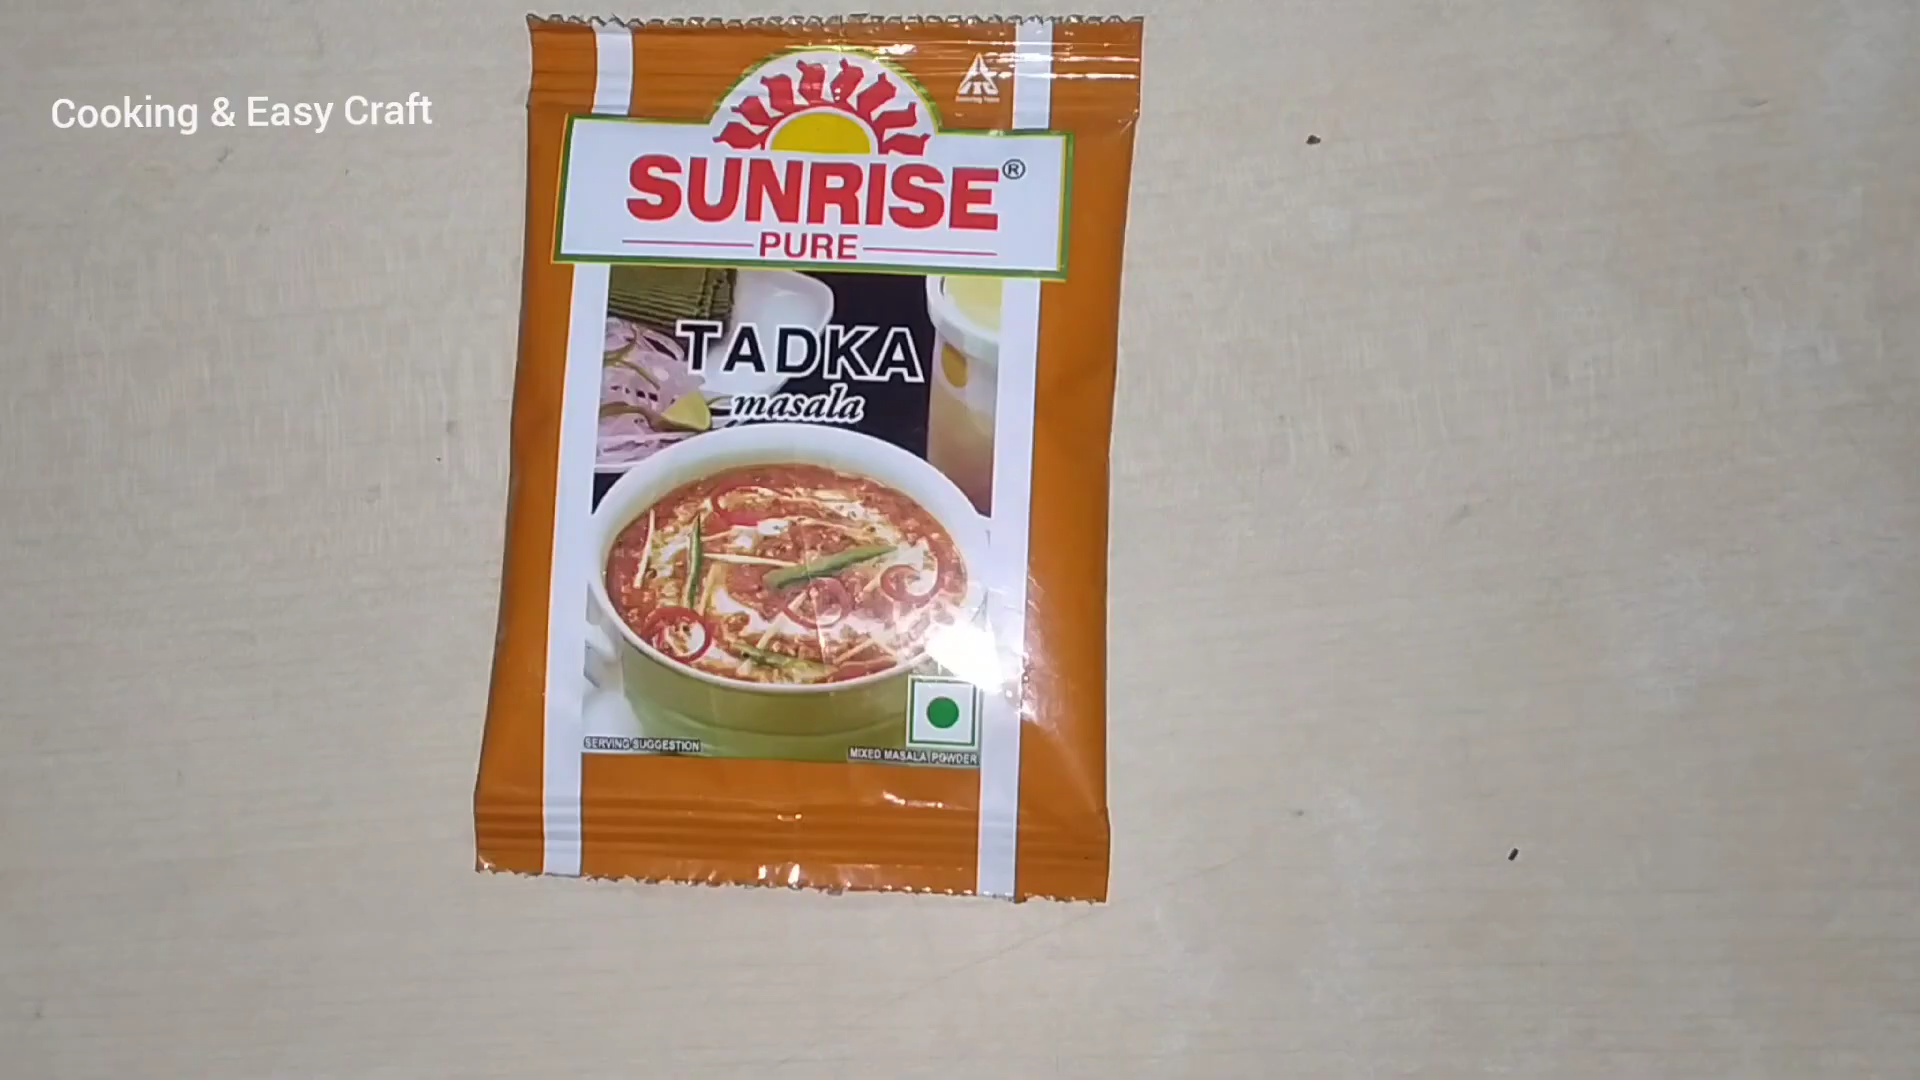 Cooking & Easy Craft
SUNRISE®
PURE
TADKA
masala
SERVING SUGGESTION
MIXED MASALA POWDER